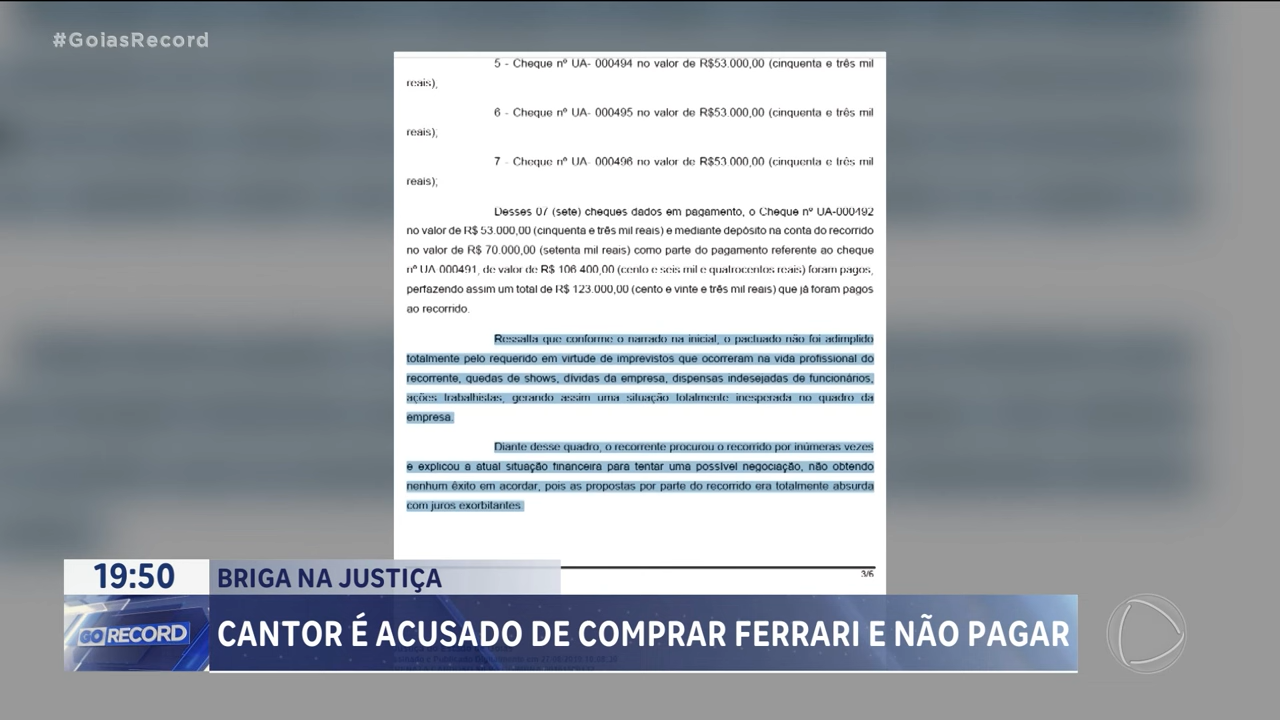 #GoiasRecord
5 - Cheque nº UA- 000494 no valor de R$53.000,00 (cinquenta e três mil
reais);
6 - Cheque nº UA- 000495 no valor de R$53.000,00 (cinquenta e três mil
reais);
7 - Cheque nº UA- 000496 no valor de R$53.000,00 (cinquenta e três mil
reais);
Desses 07 (sete) cheques dados em pagamento, o Cheque nº UA-000492
no valor de R$ 53.000,00 (cinquenta e três mil reais) e mediante depósito na conta do recorrido
no valor de R$ 70.000,00 (setenta mil reais) como parte do pagamento referente ao cheque
nº UA 000491, de valor de R$ 106.400,00 (cento e seis mil e quatrocentos reais) foram pagos,
perfazendo assim um total de R$ 123.000,00 (cento e vinte e três mil reais) que já foram pagos
ao recorrido.
Ressalta que conforme o narrado na inicial, o pactuado não foi adimplido
totalmente pelo requerido em virtude de imprevistos que ocorreram na vida profissional do
recorrente, quedas de shows, dívidas da empresa, dispensas indesejadas de funcionários,
ações trabalhistas, gerando assim uma situação totalmente inesperada no quadro da
empresa.
Diante desse quadro, o recorrente procurou o recorrido por inúmeras vezes
e explicou a atual situação financeira para tentar uma possível negociação, não obtendo
nenhum êxito em acordar, pois as propostas por parte do recorrido era totalmente absurda
com juros exorbitantes.
3/6
19:50
BRIGA NA JUSTIÇA
GO RECORD
CANTOR É ACUSADO DE COMPRAR FERRARI E NÃO PAGAR